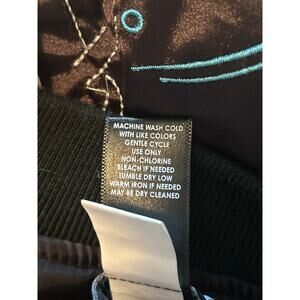 MACHINE WASH COLD
WITH LIKE COLORS
GENTLE CYCLE
USE ONLY
NON-CHLORINE
BLEACH IF NEEDED
TUMBLE DRY LOW
WARM IRON IF NEEDED
MAY BE DRY CLEANED